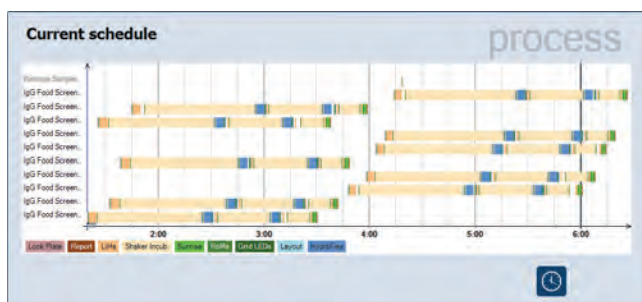 Current schedule
process
IgG Food Screen..
IgG Food Screen..
IgG Food Screen..
IgG Food Screen..
IgG Food Screen..
IgG Food Screen..
IgG Food Screen..
IgG Food Screen..
IgG Food Screen..
IgG Food Screen..
2:00 3:00 4:00 5:00 6:00
Lock Plate Report LiHa Shaker Incub. Sunrise RoMa Grid LEDs Layout HydroFlex